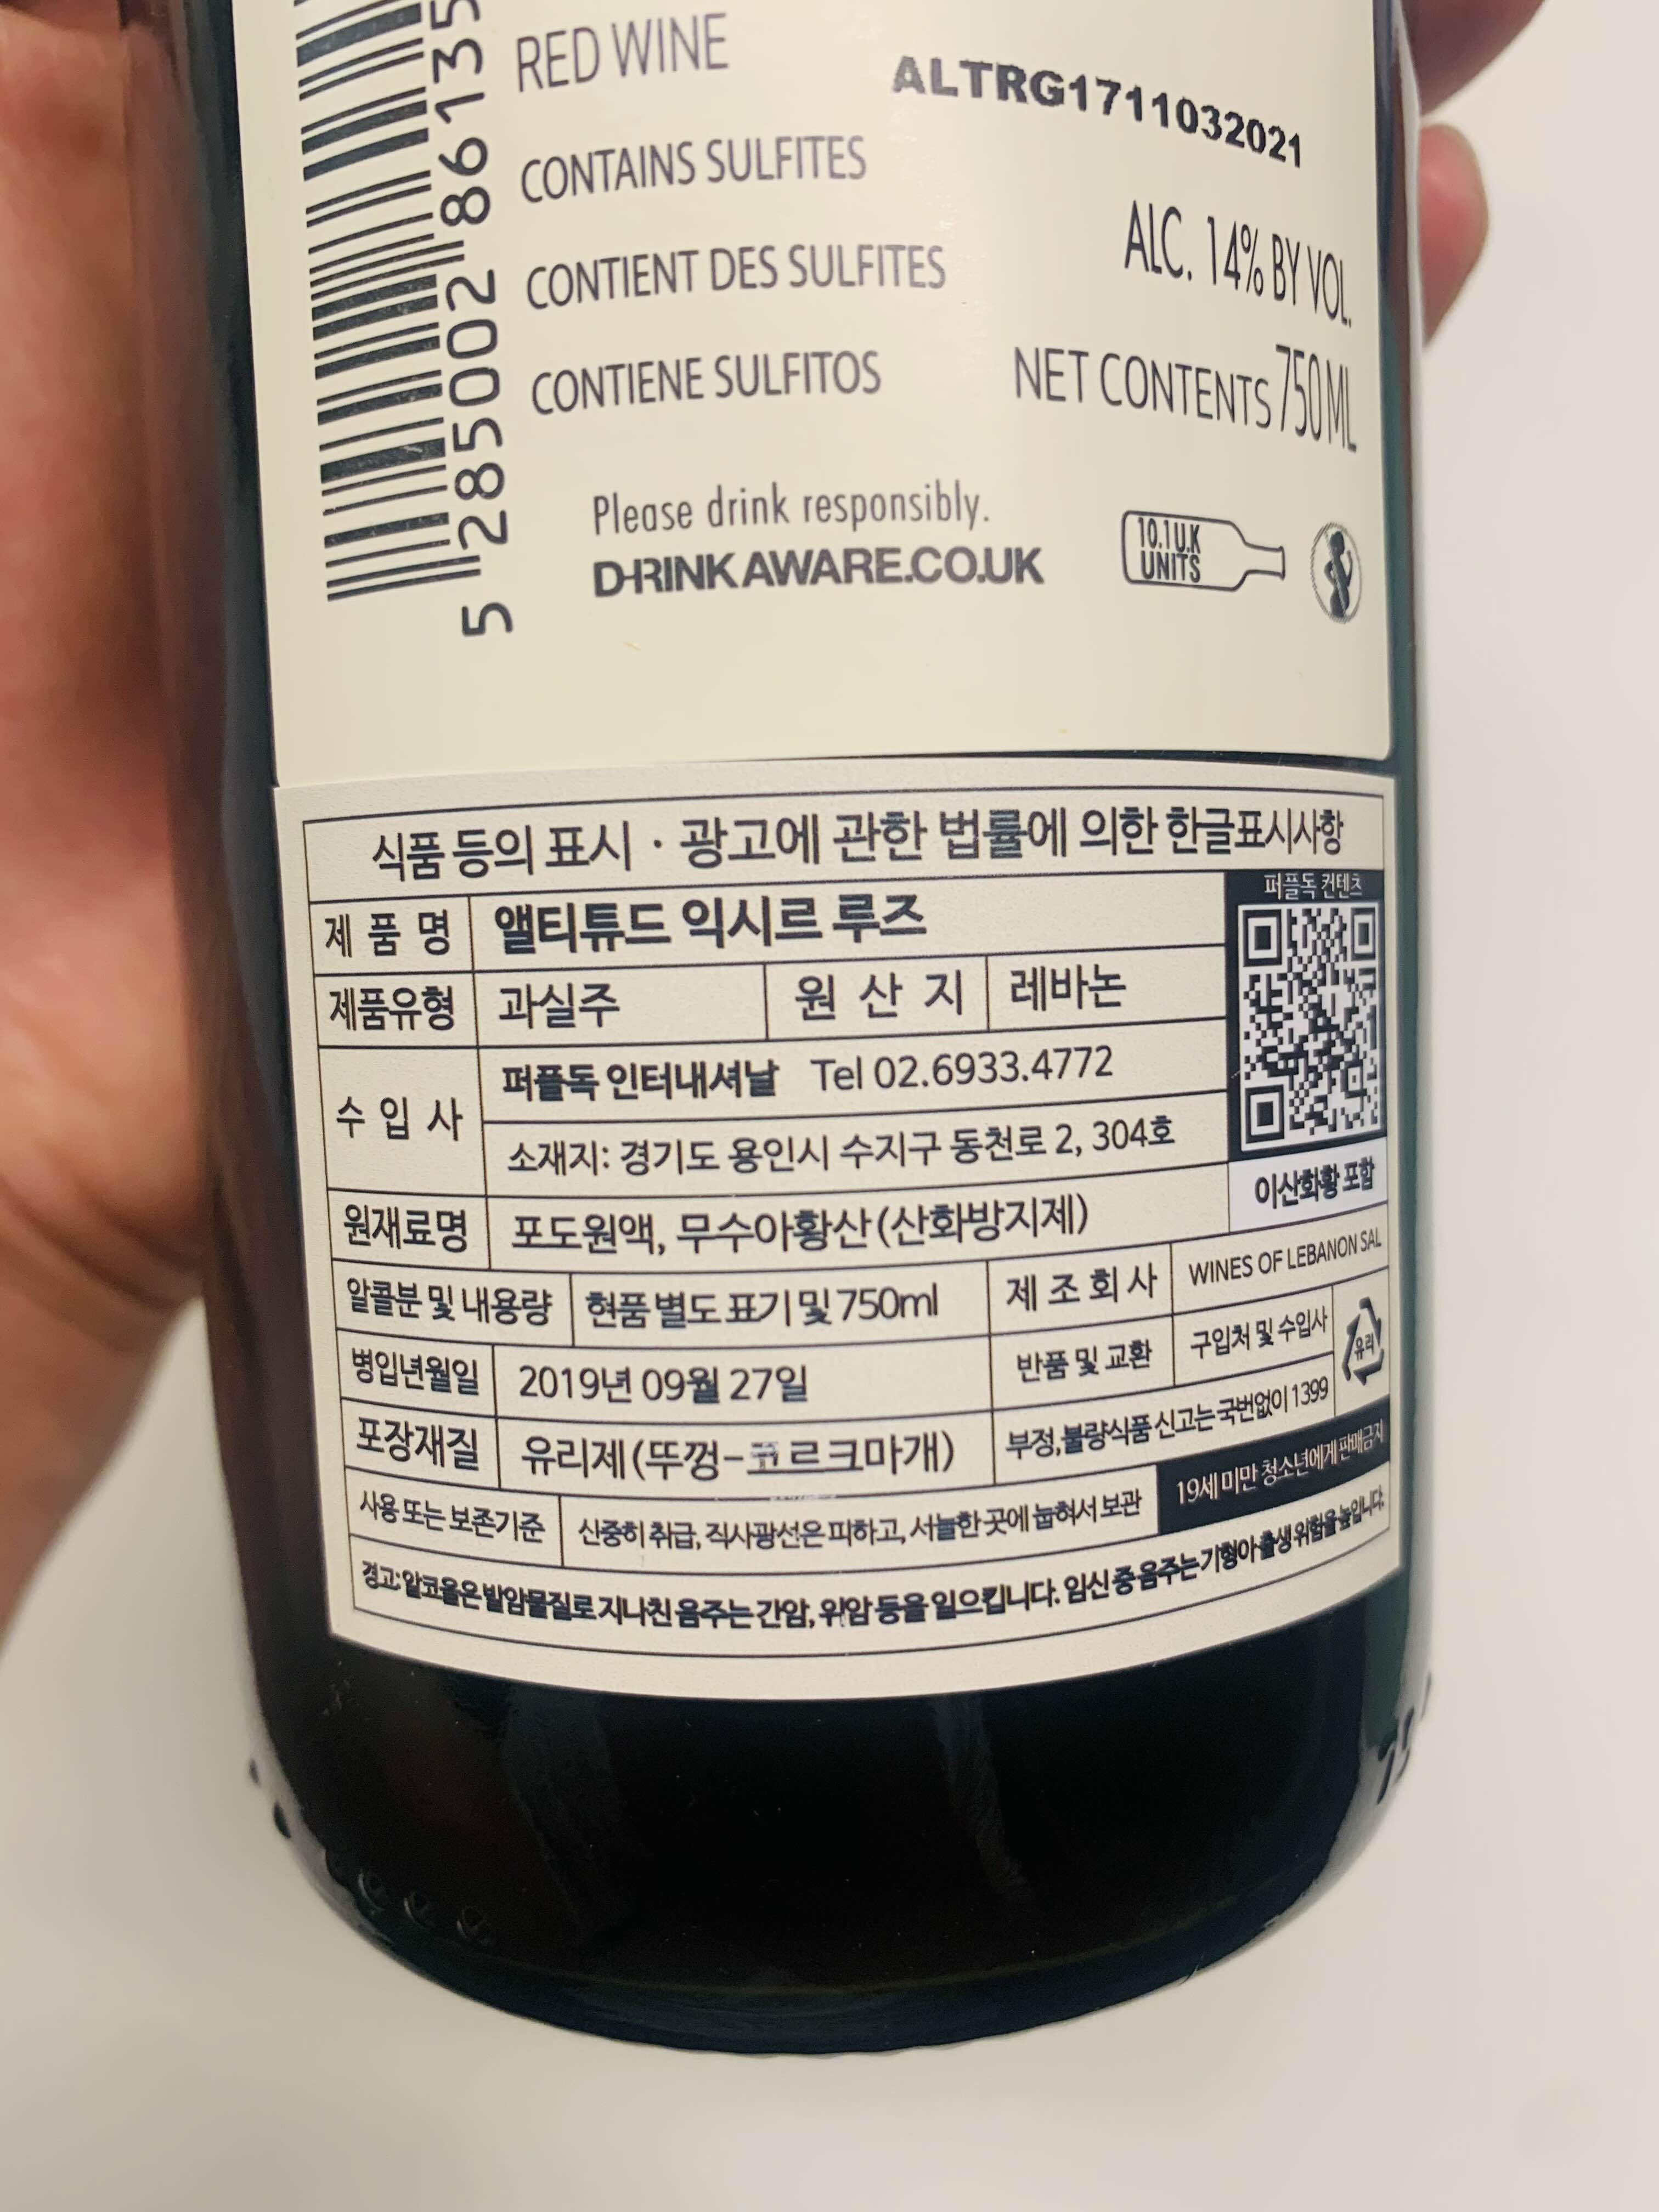 5 285002 86135
RED WINE
ALTRG1711032021
CONTAINS SULFITES
CONTIENT DES SULFITES
ALC. 14% BY VOL.
CONTIENE SULFITOS
NET CONTENTS 750 ML
Please drink responsibly.
DRINKAWARE.CO.UK
10.1 U.K
UNITS
식품 등의 표시 · 광고에 관한 법률에 의한 한글표시사항
퍼플독 컨텐츠
제 품 명 앨티튜드 익시르 루즈
제품유형 과실주 원 산 지 레바논
수 입 사 퍼플독 인터내셔날 Tel 02.6933.4772
소재지: 경기도 용인시 수지구 동천로 2, 304호
이산화황 포함
원재료명 포도원액, 무수아황산 (산화방지제)
알콜분 및 내용량 현품 별도 표기 및 750ml 제 조 회 사 WINES OF LEBANON SAL
병입년월일 2019년 09월 27일 반품 및 교환 구입처 및 수입사
유리
포장재질 유리제 (뚜껑-코르크마개) 부정,불량식품 신고는 국번없이 1399
사용 또는 보존기준 신중히 취급, 직사광선은 피하고, 서늘한 곳에 눕혀서 보관
19세 미만 청소년에게 판매금지
경고: 알코올은 발암물질로 지나친 음주는 간암, 위암 등을 일으킵니다. 임신 중 음주는 기형아 출생 위험을 높입니다.